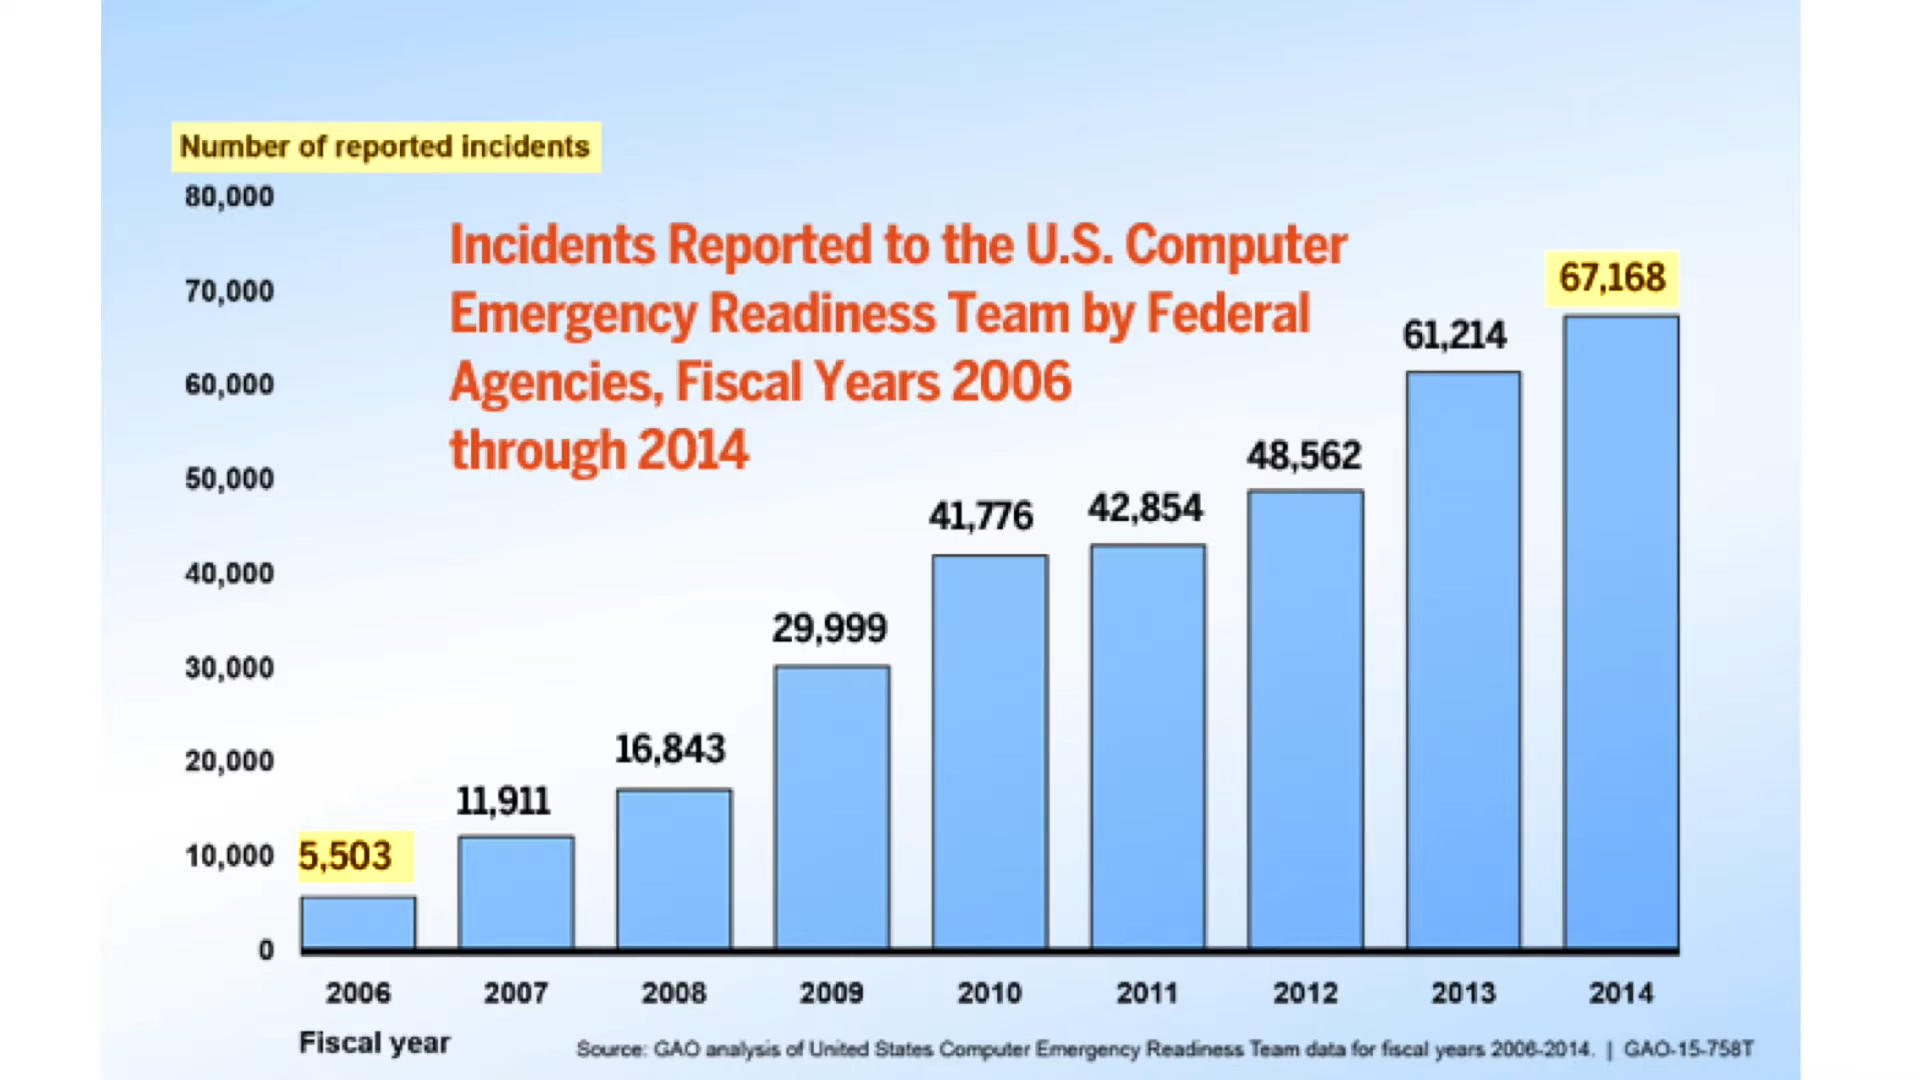 Number of reported incidents
80,000
70,000
60,000
50,000
40,000
30,000
20,000
10,000
0
Incidents Reported to the U.S. Computer
Emergency Readiness Team by Federal
Agencies, Fiscal Years 2006
through 2014
5,503
11,911
16,843
29,999
41,776
42,854
48,562
61,214
67,168
2006 2007 2008 2009 2010 2011 2012 2013 2014
Fiscal year
Source: GAO analysis of United States Computer Emergency Readiness Team data for fiscal years 2006-2014. | GAO-15-758T